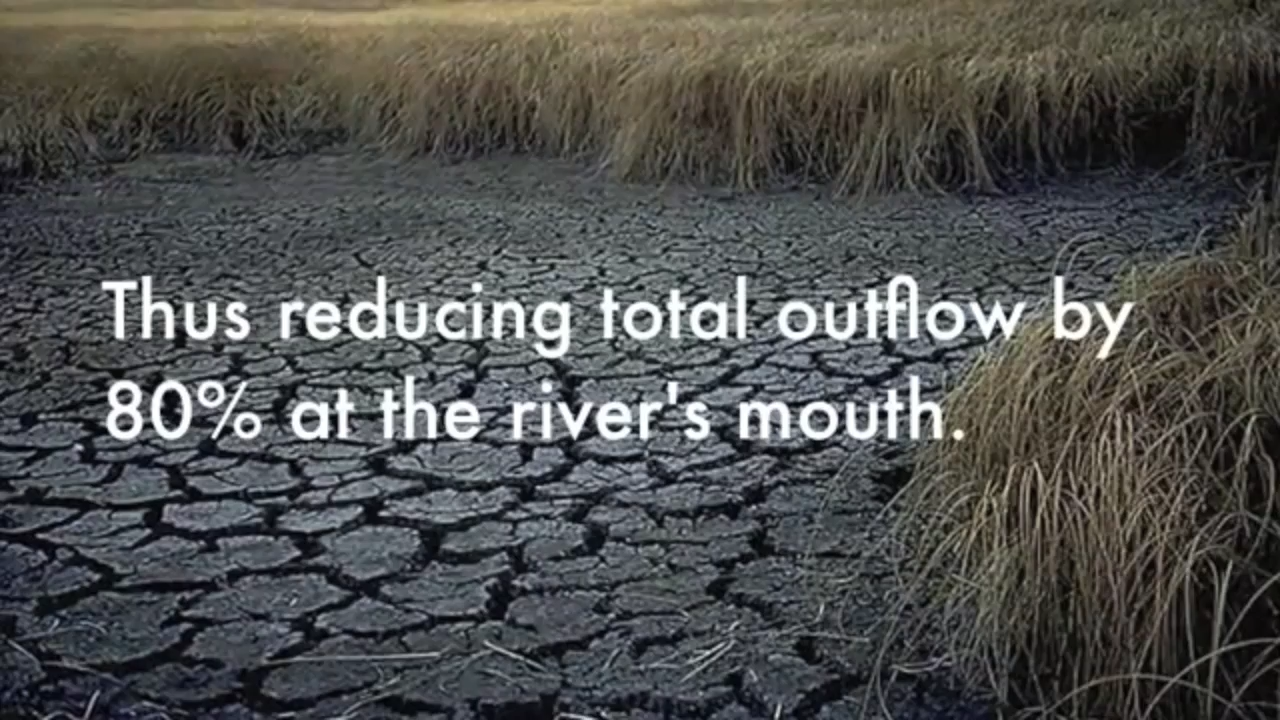 Thus reducing total outflow by
80% at the river's mouth.